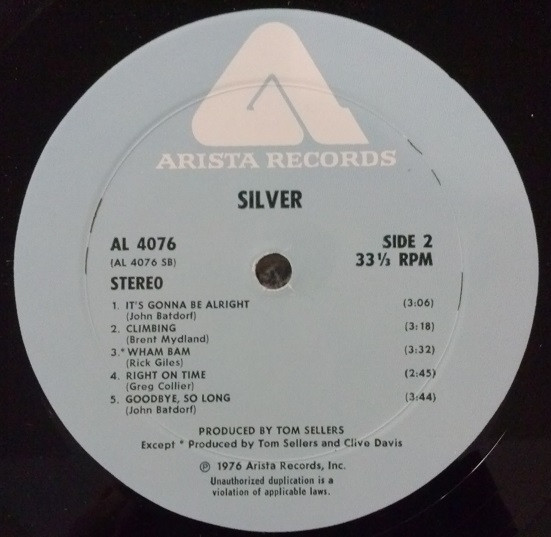 ARISTA RECORDS
SILVER
AL 4076
(AL 4076 SB)
STEREO
SIDE 2
33 1/3 RPM
1. IT'S GONNA BE ALRIGHT (3:06)
(John Batdorf)
2. CLIMBING (3:18)
(Brent Mydland)
3.* WHAM BAM (3:32)
(Rick Giles)
4. RIGHT ON TIME (2:45)
(Greg Collier)
5. GOODBYE, SO LONG (3:44)
(John Batdorf)
PRODUCED BY TOM SELLERS
Except * Produced by Tom Sellers and Clive Davis
℗ 1976 Arista Records, Inc.
Unauthorized duplication is a
violation of applicable laws.